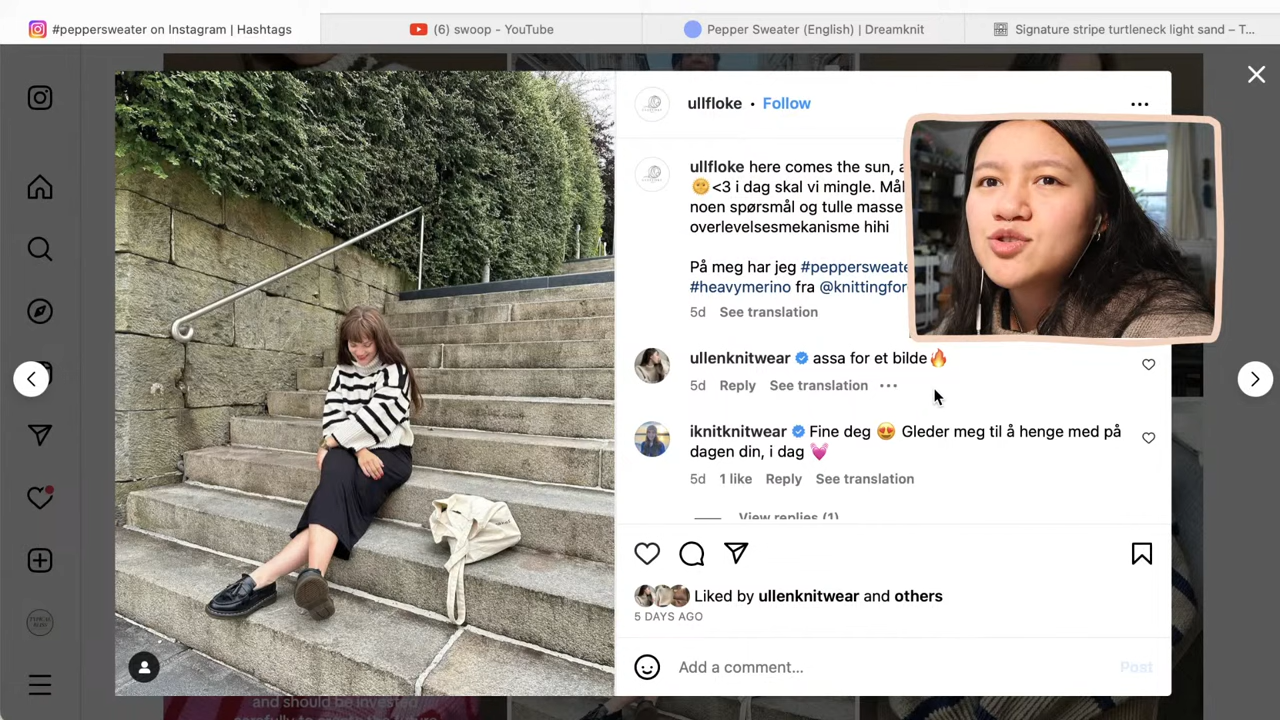 #peppersweater on Instagram | Hashtags
(6) swoop - YouTube
Pepper Sweater (English) | Dreamknit
Signature stripe turtleneck light sand – T...
ullfloke • Follow
ullfloke here comes the sun, a
🌝<3 i dag skal vi mingle. Mål
noen spørsmål og tulle masse
overlevelsesmekanisme hihi
På meg har jeg #peppersweate
#heavymerino fra @knittingfor
5d See translation
ullenknitwear assa for et bilde🔥
5d Reply See translation
iknitknitwear Fine deg 😍 Gleder meg til å henge med på
dagen din, i dag 💓
5d 1 like Reply See translation
View replies (1)
Liked by ullenknitwear and others
5 DAYS AGO
Add a comment...
Post
and should be invested